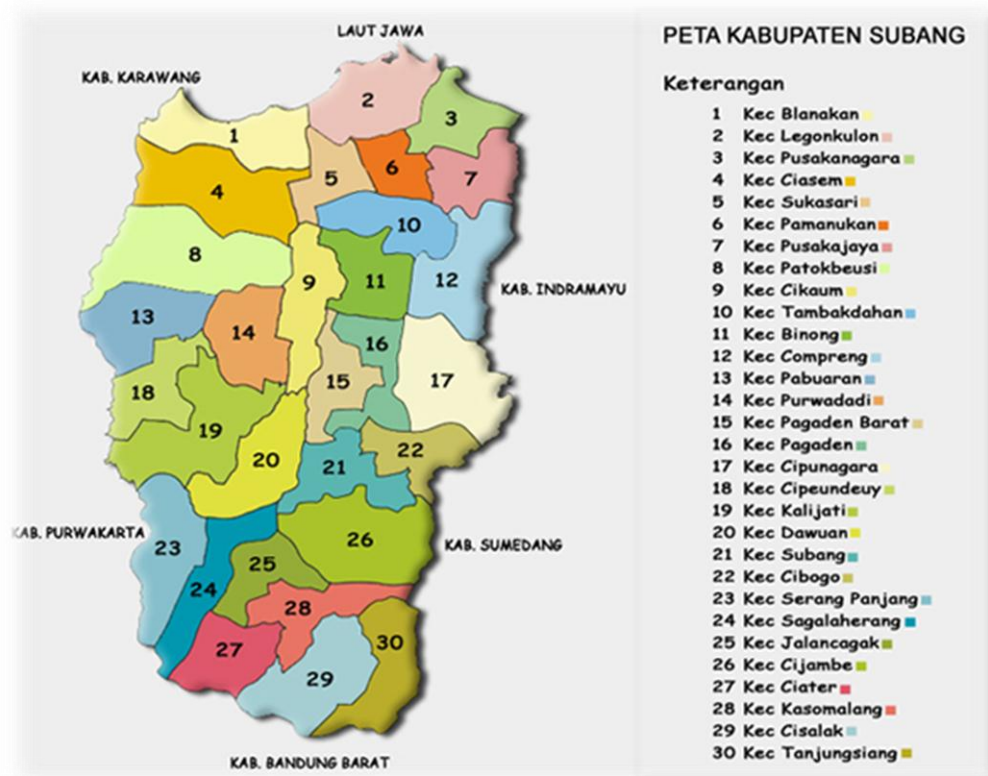 LAUT JAWA
KAB. KARAWANG
KAB. INDRAMAYU
KAB. PURWAKARTA
KAB. SUMEDANG
KAB. BANDUNG BARAT
1
2
3
4
5
6
7
8
9
10
11
12
13
14
15
16
17
18
19
20
21
22
23
24
25
26
27
28
29
30
PETA KABUPATEN SUBANG
Keterangan
1 Kec Blanakan
2 Kec Legonkulon
3 Kec Pusakanagara
4 Kec Ciasem
5 Kec Sukasari
6 Kec Pamanukan
7 Kec Pusakajaya
8 Kec Patokbeusi
9 Kec Cikaum
10 Kec Tambakdahan
11 Kec Binong
12 Kec Compreng
13 Kec Pabuaran
14 Kec Purwadadi
15 Kec Pagaden Barat
16 Kec Pagaden
17 Kec Cipunagara
18 Kec Cipeundeuy
19 Kec Kalijati
20 Kec Dawuan
21 Kec Subang
22 Kec Cibogo
23 Kec Serang Panjang
24 Kec Sagalaherang
25 Kec Jalancagak
26 Kec Cijambe
27 Kec Ciater
28 Kec Kasomalang
29 Kec Cisalak
30 Kec Tanjungsiang